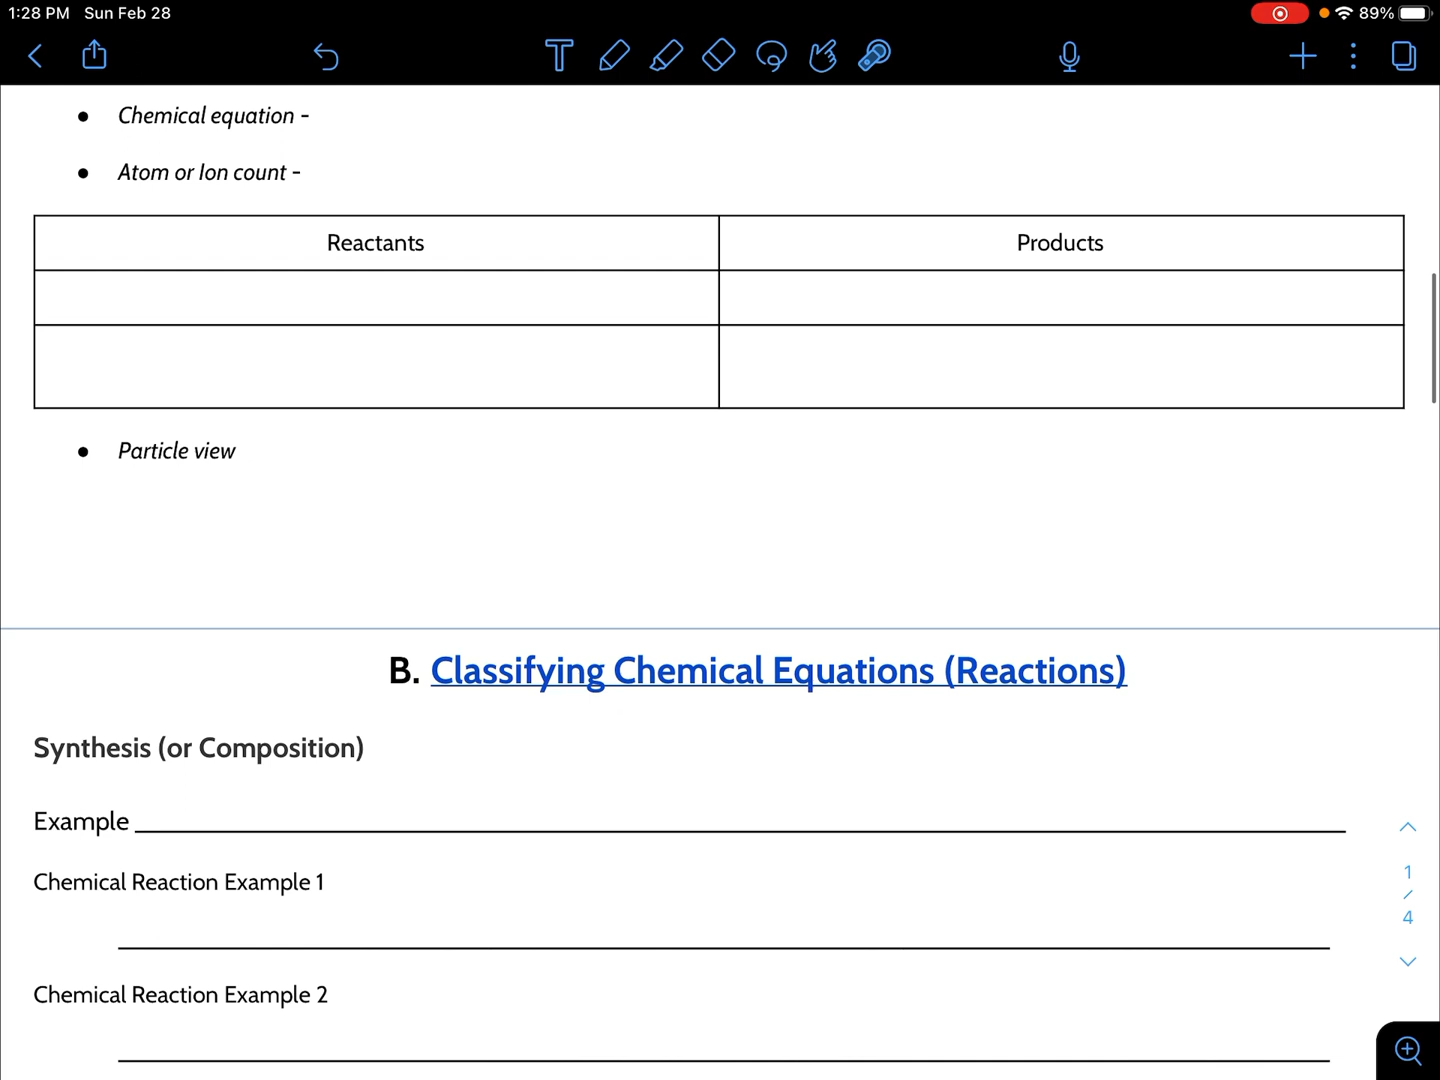 1:28 PM Sun Feb 28 89%
T
● Chemical equation -
● Atom or Ion count -
Reactants Products
● Particle view
B. Classifying Chemical Equations (Reactions)
Synthesis (or Composition)
Example
Chemical Reaction Example 1
Chemical Reaction Example 2
1
/
4